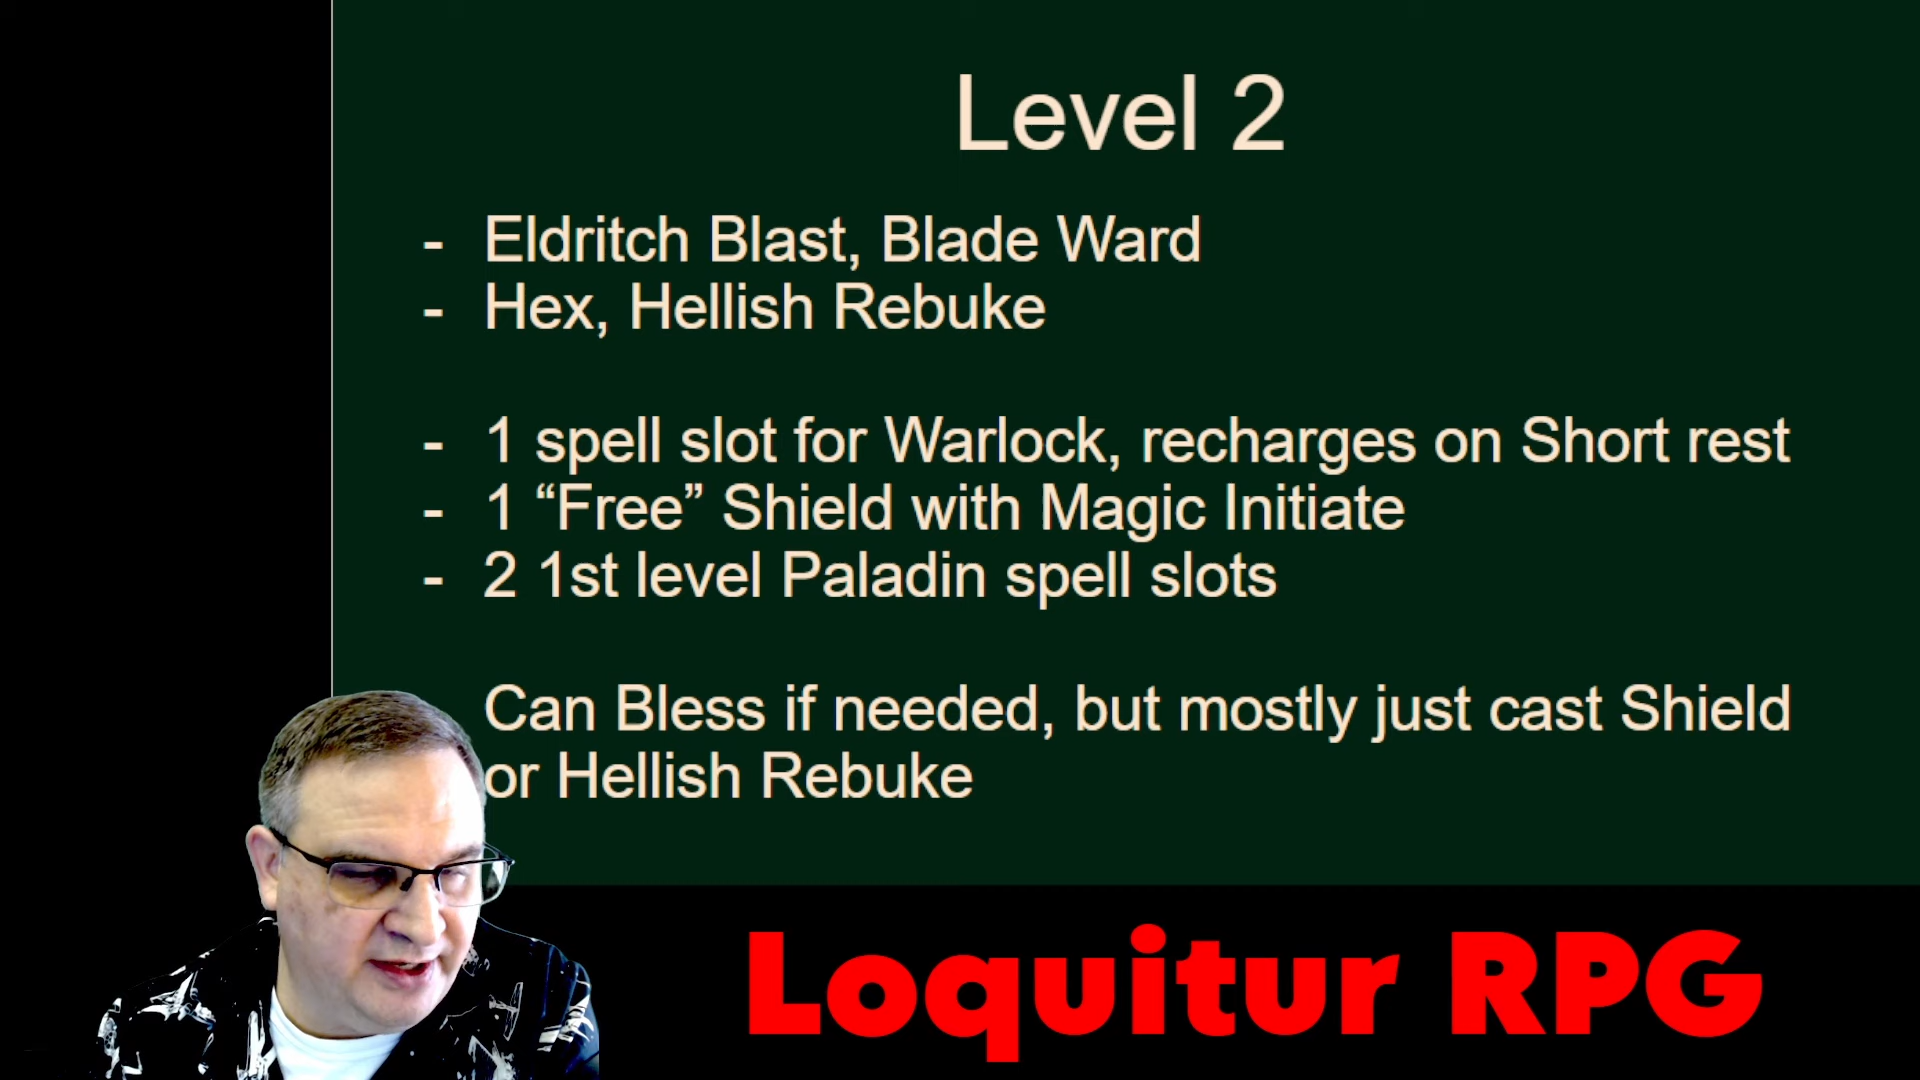 Level 2
- Eldritch Blast, Blade Ward
- Hex, Hellish Rebuke
- 1 spell slot for Warlock, recharges on Short rest
- 1 “Free” Shield with Magic Initiate
- 2 1st level Paladin spell slots
Can Bless if needed, but mostly just cast Shield
or Hellish Rebuke
Loquitur RPG